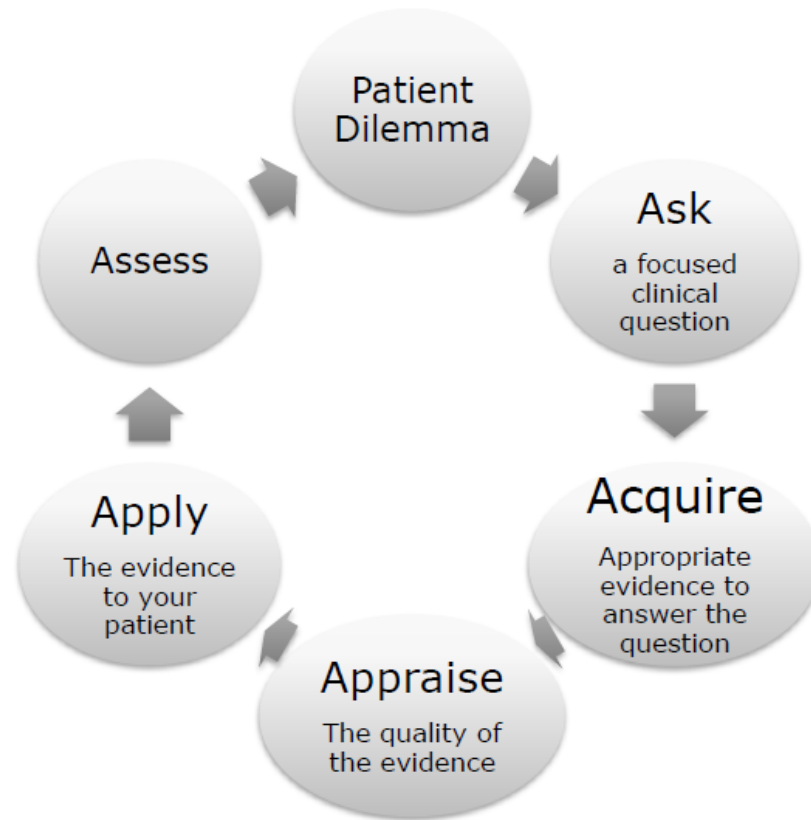 Patient
Dilemma
Ask
a focused
clinical
question
Acquire
Appropriate
evidence to
answer the
question
Appraise
The quality of
the evidence
Apply
The evidence
to your
patient
Assess